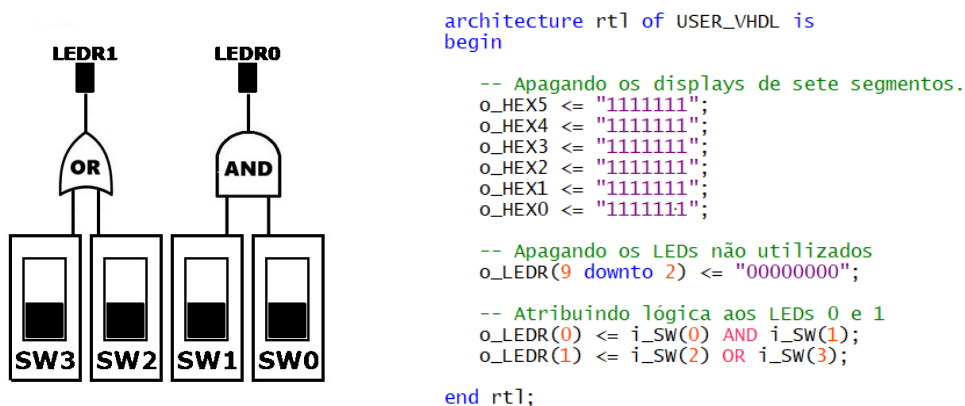 LEDR1 LEDR0
OR AND
SW3 SW2 SW1 SW0
architecture rtl of USER_VHDL is
begin
-- Apagando os displays de sete segmentos.
o_HEX5 <= "1111111";
o_HEX4 <= "1111111";
o_HEX3 <= "1111111";
o_HEX2 <= "1111111";
o_HEX1 <= "1111111";
o_HEX0 <= "1111111";
-- Apagando os LEDs não utilizados
o_LEDR(9 downto 2) <= "00000000";
-- Atribuindo lógica aos LEDs 0 e 1
o_LEDR(0) <= i_SW(0) AND i_SW(1);
o_LEDR(1) <= i_SW(2) OR i_SW(3);
end rtl;